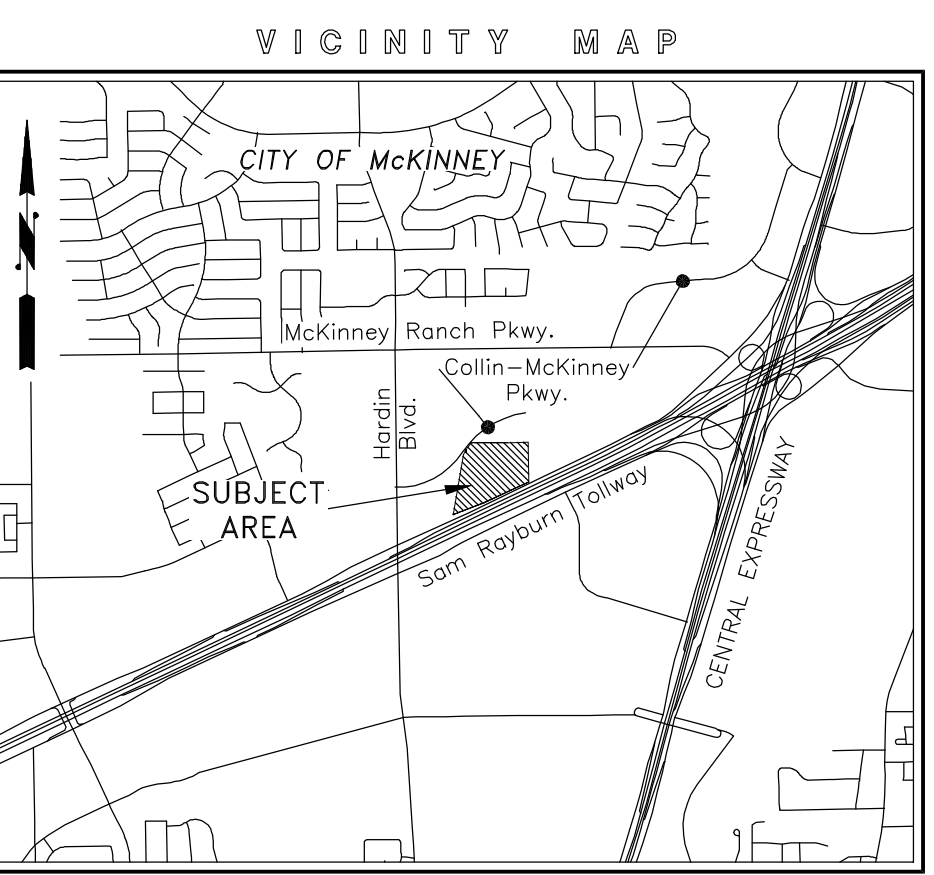 VICINITY MAP
CITY OF McKINNEY
N
McKinney Ranch Pkwy.
Collin-McKinney
Pkwy.
Hardin
Blvd.
SUBJECT
AREA
Sam Rayburn Tollway
CENTRAL EXPRESSWAY